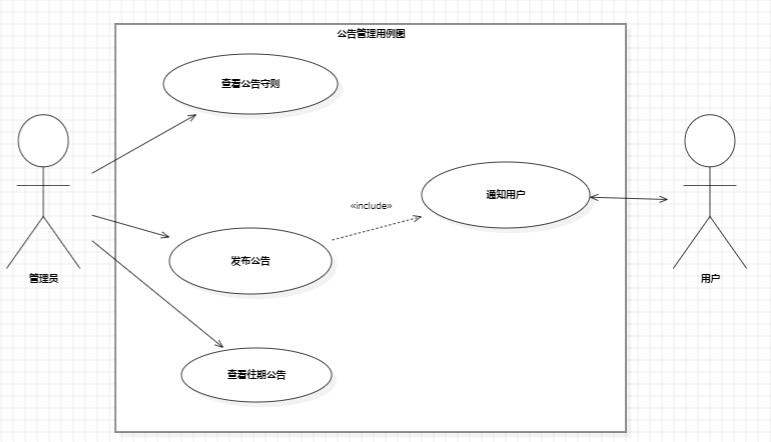 公告管理用例图
查看公告守则
通知用户
«include»
发布公告
管理员
用户
查看往期公告